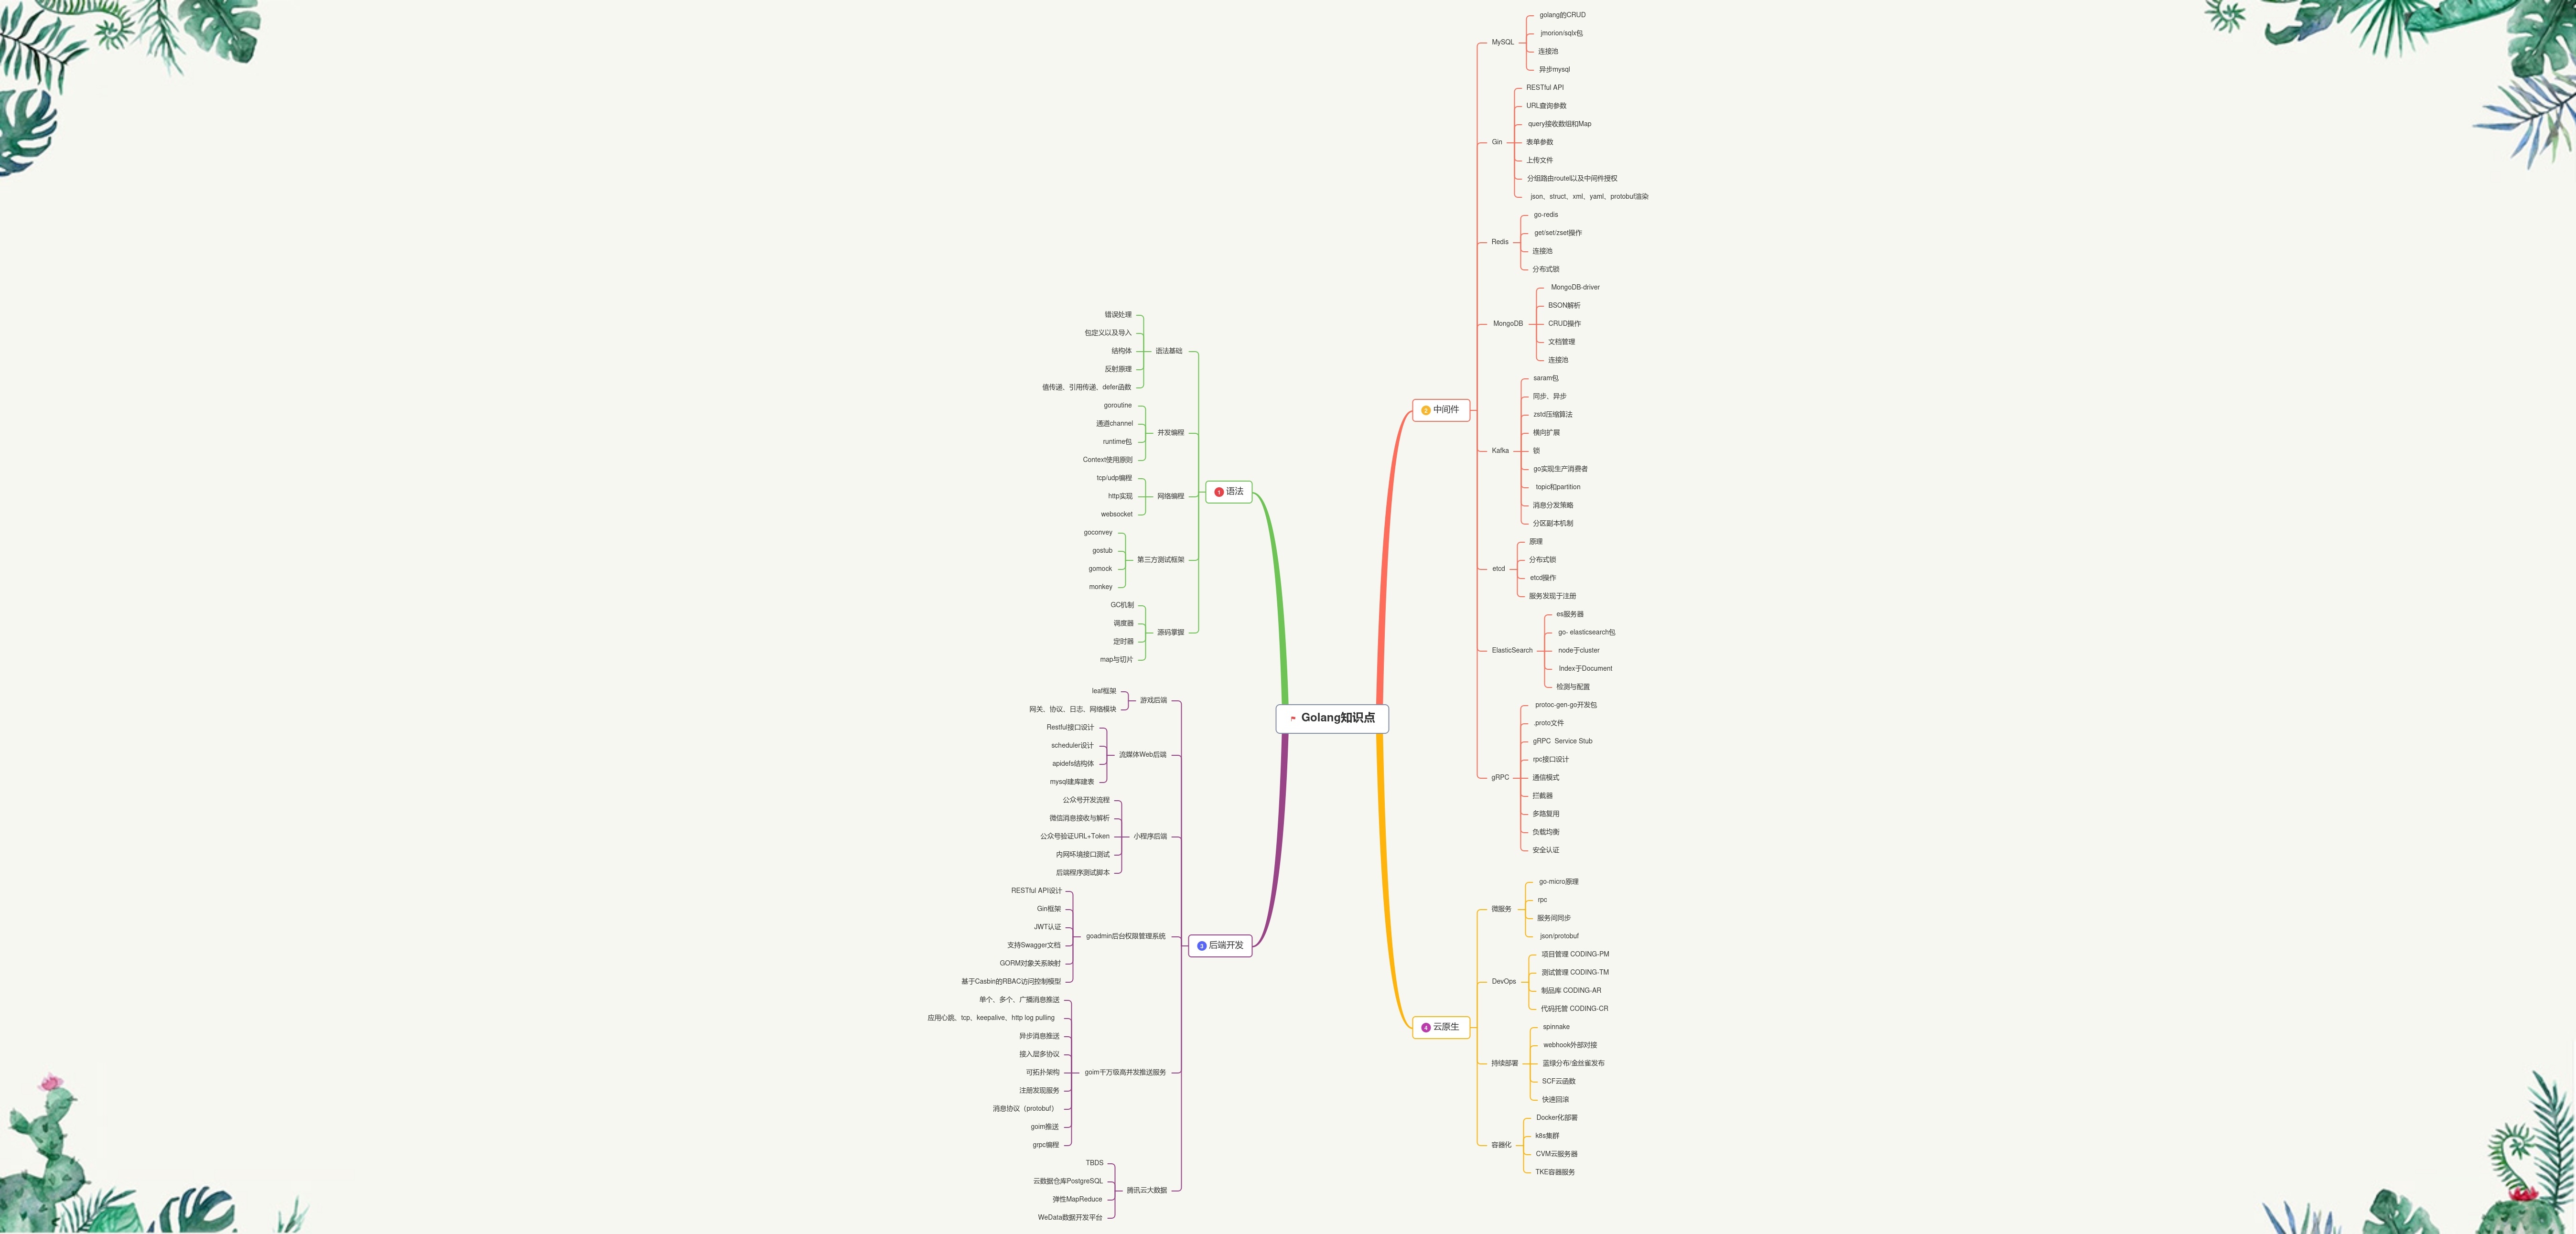 Golang知识点
1 语法
语法基础
错误处理
包定义以及导入
结构体
反射原理
值传递、引用传递、defer函数
并发编程
goroutine
通道channel
runtime包
Context使用原则
网络编程
tcp/udp编程
http实现
websocket
第三方测试框架
goconvey
gostub
gomock
monkey
源码掌握
GC机制
调度器
定时器
map与切片
2 中间件
MySQL
golang的CRUD
jmorion/sqlx包
连接池
异步mysql
Gin
RESTful API
URL查询参数
query接收数组和Map
表单参数
上传文件
分组路由routel以及中间件授权
json、struct、xml、yaml、protobuf渲染
Redis
go-redis
get/set/zset操作
连接池
分布式锁
MongoDB
MongoDB-driver
BSON解析
CRUD操作
文档管理
连接池
Kafka
saram包
同步、异步
zstd压缩算法
横向扩展
锁
go实现生产消费者
topic和partition
消息分发策略
分区副本机制
etcd
原理
分布式锁
etcd操作
服务发现于注册
ElasticSearch
es服务器
go- elasticsearch包
node于cluster
Index于Document
检测与配置
gRPC
protoc-gen-go开发包
.proto文件
gRPC Service Stub
rpc接口设计
通信模式
拦截器
多路复用
负载均衡
安全认证
3 后端开发
游戏后端
leaf框架
网关、协议、日志、网络模块
流媒体Web后端
Restful接口设计
scheduler设计
apidefs结构体
mysql建库建表
小程序后端
公众号开发流程
微信消息接收与解析
公众号验证URL+Token
内网环境接口测试
后端程序测试脚本
goadmin后台权限管理系统
RESTful API设计
Gin框架
JWT认证
支持Swagger文档
GORM对象关系映射
基于Casbin的RBAC访问控制模型
goim千万级高并发推送服务
单个、多个、广播消息推送
应用心跳，tcp、keepalive、http log pulling
异步消息推送
接入层多协议
可拓扑架构
注册发现服务
消息协议（protobuf）
goim推送
grpc编程
腾讯云大数据
TBDS
云数据仓库PostgreSQL
弹性MapReduce
WeData数据开发平台
4 云原生
微服务
go-micro原理
rpc
服务间同步
json/protobuf
DevOps
项目管理 CODING-PM
测试管理 CODING-TM
制品库 CODING-AR
代码托管 CODING-CR
持续部署
spinnake
webhook外部对接
蓝绿分布/金丝雀发布
SCF云函数
快速回滚
容器化
Docker化部署
k8s集群
CVM云服务器
TKE容器服务